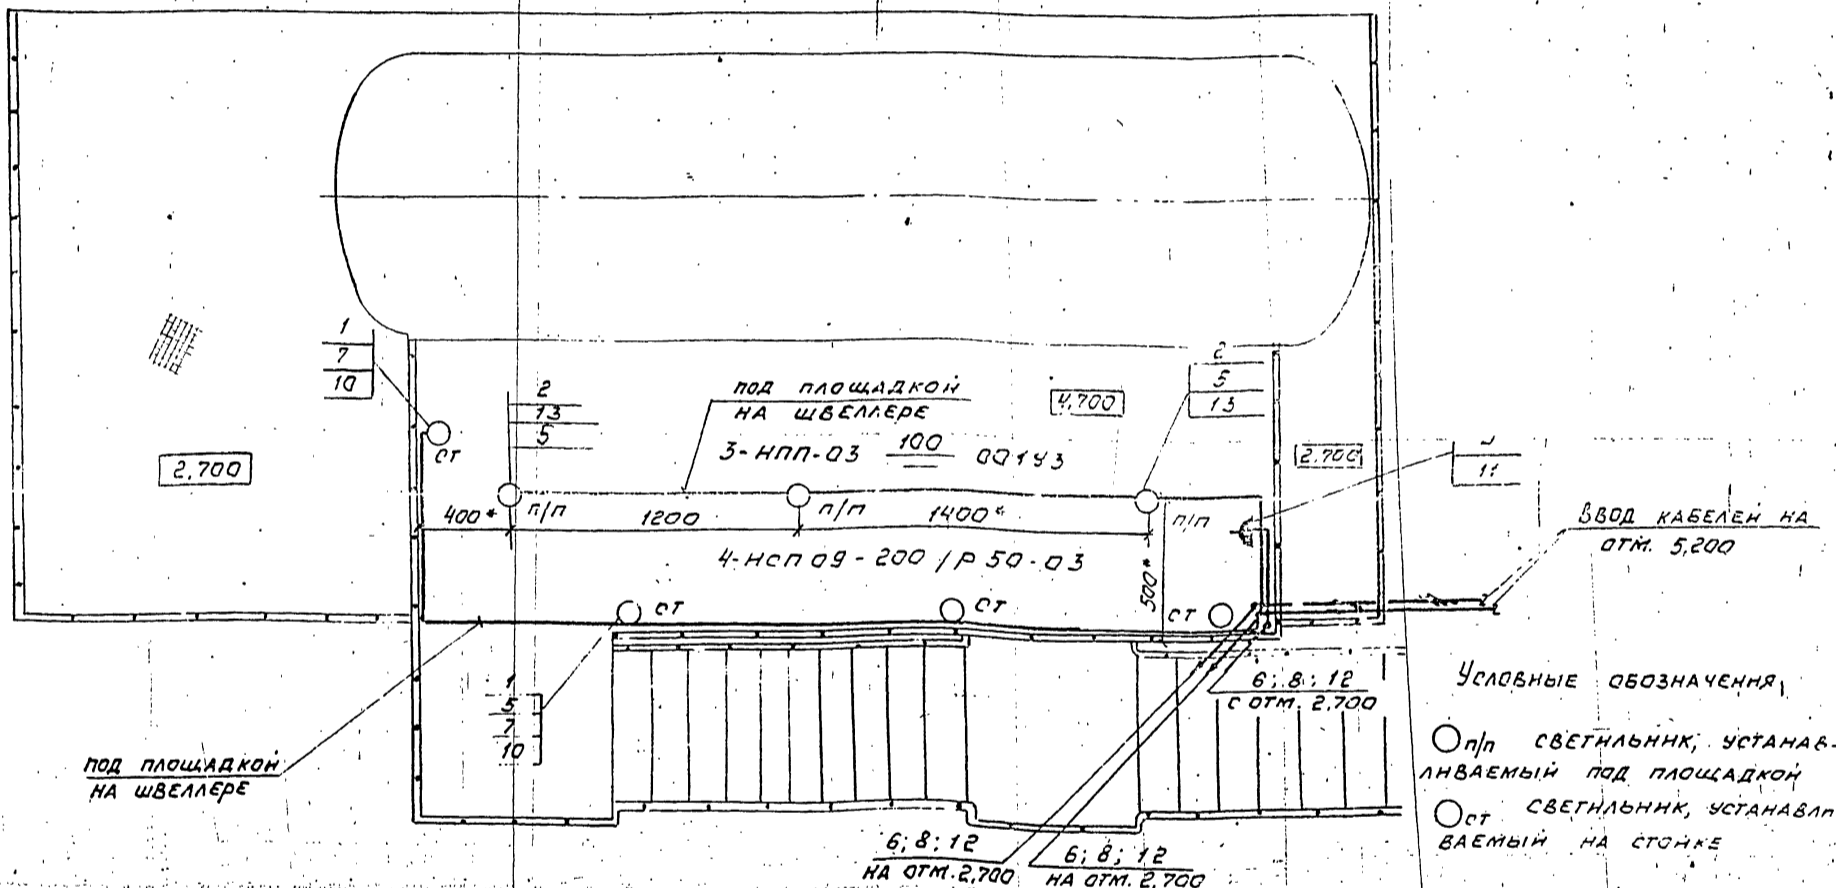 1
7
10
СТ
2,700
2
13
5
ПОД ПЛОЩАДКОЙ
НА ШВЕЛЛЕРЕ
3-НПП-03 100 001У3
4,700
2
5
13
2.700
11
ВВОД КАБЕЛЕЙ НА
ОТМ. 5,200
400*
п/п
1200
п/п
1400*
п/п
4-НСП 09-200 /Р 50-03
500*
СТ
СТ
СТ
1
5
7
10
ПОД ПЛОЩАДКОЙ
НА ШВЕЛЛЕРЕ
6; 8; 12
С ОТМ. 2,700
6; 8; 12
НА ОТМ. 2,700
6; 8; 12
НА ОТМ. 2,700
УСЛОВНЫЕ ОБОЗНАЧЕНИЯ
п/п СВЕТИЛЬНИК, УСТАНАВ-
ЛИВАЕМЫЙ ПОД ПЛОЩАДКОЙ
СТ СВЕТИЛЬНИК, УСТАНАВЛИ
ВАЕМЫЙ НА СТОЙКЕ